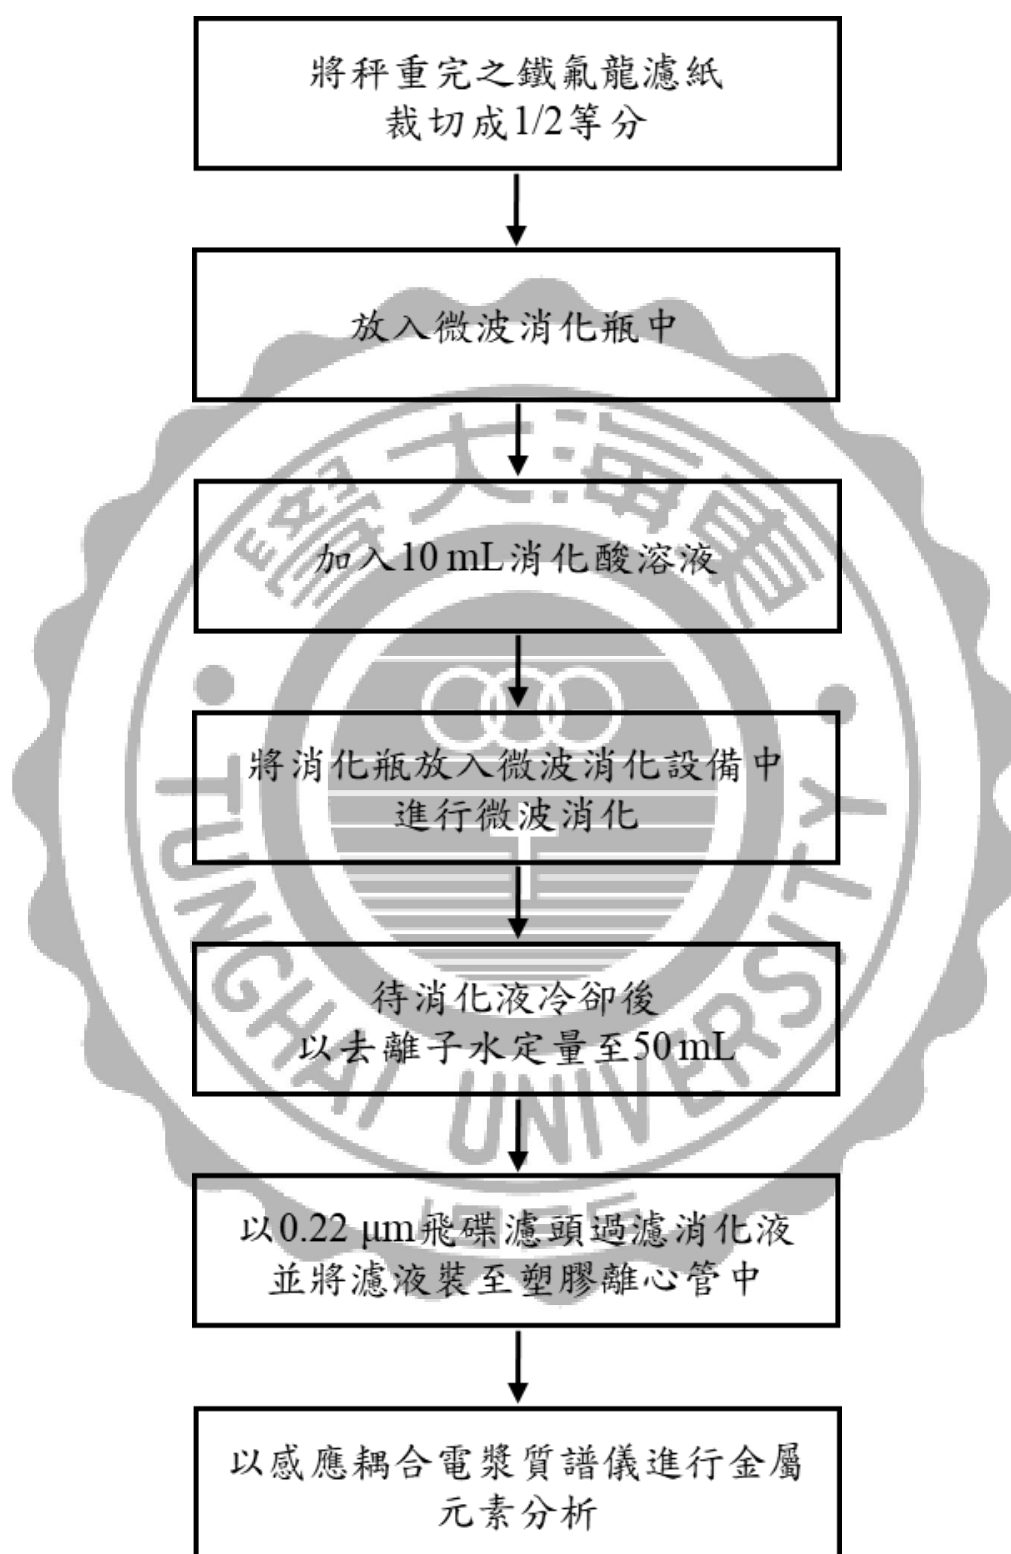 將秤重完之鐵氟龍濾紙
裁切成1/2等分
放入微波消化瓶中
加入10 mL消化酸溶液
將消化瓶放入微波消化設備中
進行微波消化
待消化液冷卻後
以去離子水定量至50 mL
以0.22 μm飛碟濾頭過濾消化液
並將濾液裝至塑膠離心管中
以感應耦合電漿質譜儀進行金屬
元素分析
學大海東
TUNGHAI UNIVERSITY